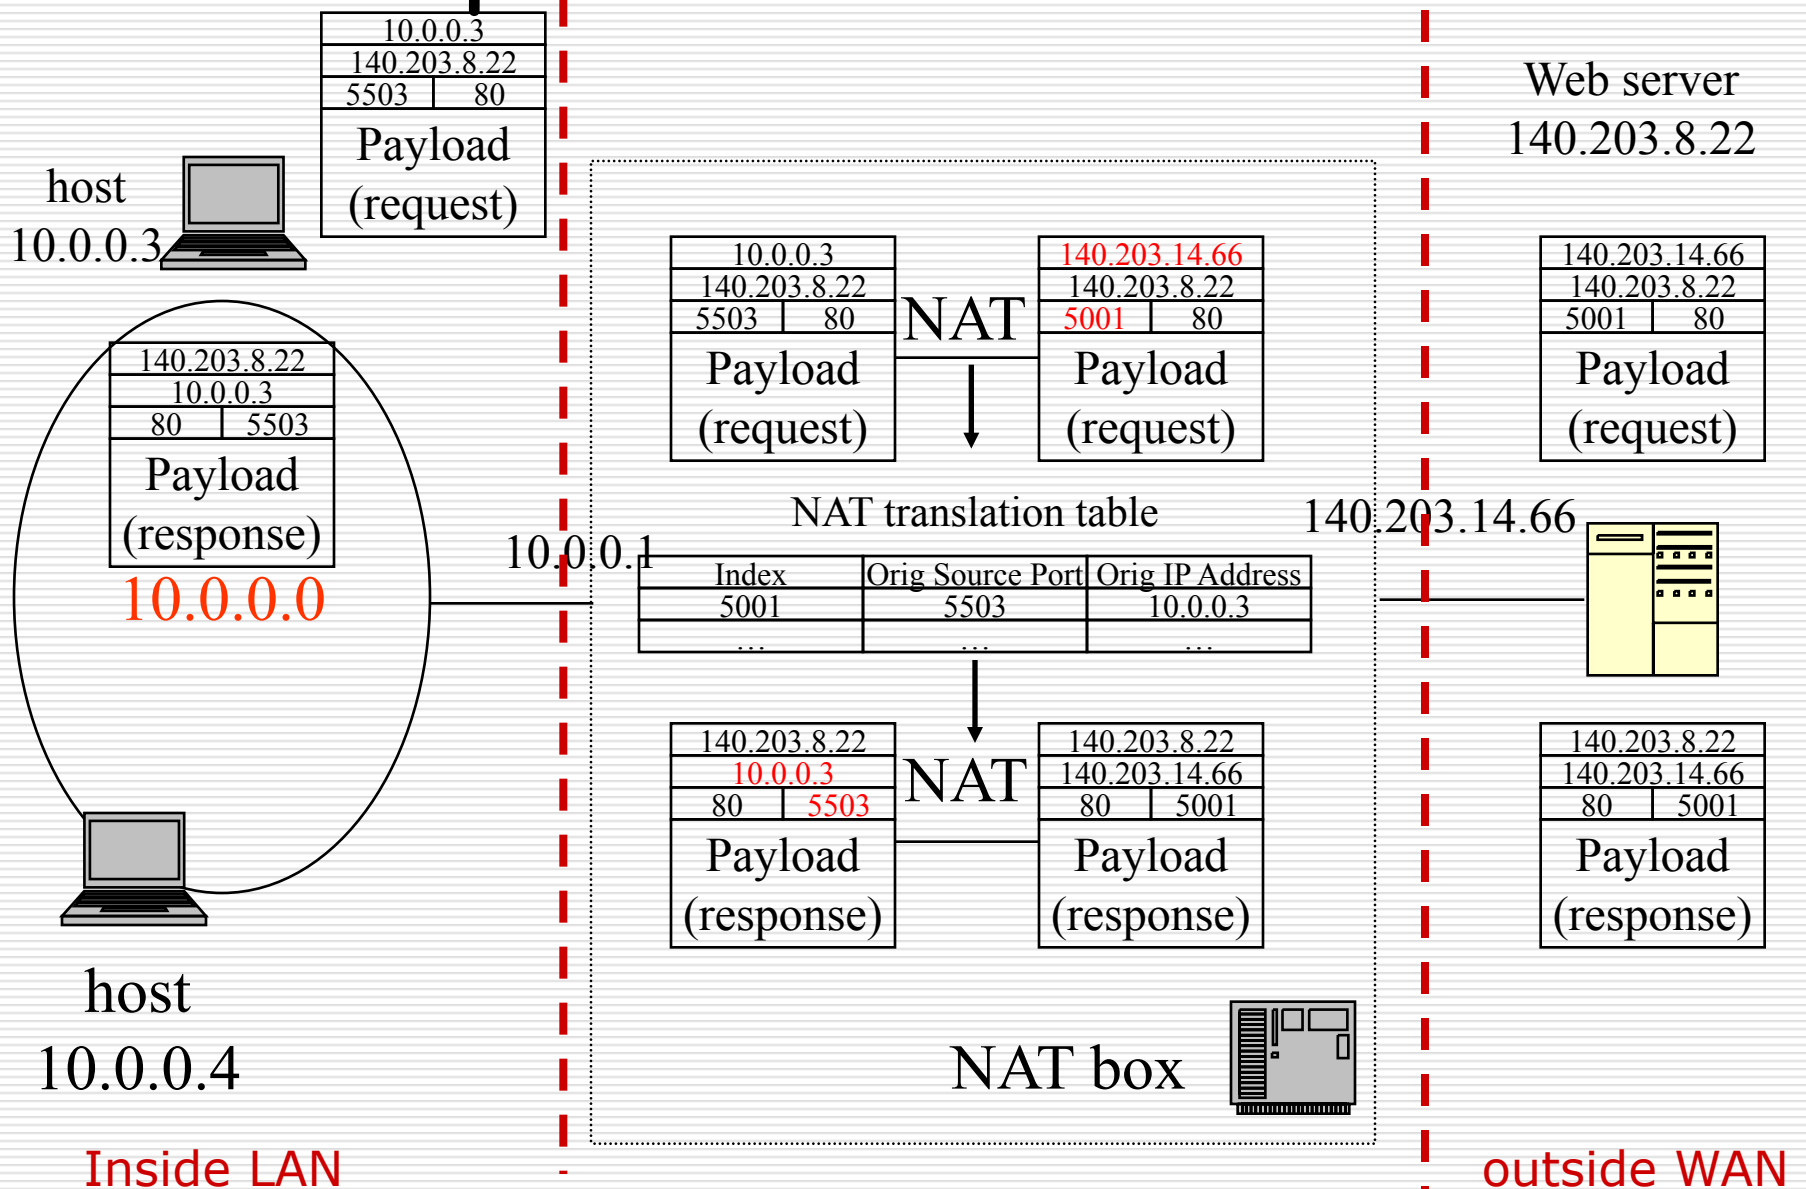 10.0.0.3
140.203.8.22
5503 80
Payload
(request)
host
10.0.0.3
Web server
140.203.8.22
10.0.0.3
140.203.8.22
5503 80
Payload
(request)
NAT
140.203.14.66
140.203.8.22
5001 80
Payload
(request)
140.203.14.66
140.203.8.22
5001 80
Payload
(request)
140.203.8.22
10.0.0.3
80 5503
Payload
(response)
10.0.0.0
10.0.0.1
NAT translation table
140.203.14.66
Index Orig Source Port Orig IP Address
5001 5503 10.0.0.3
... ... ...
140.203.8.22
10.0.0.3
80 5503
Payload
(response)
NAT
140.203.8.22
140.203.14.66
80 5001
Payload
(response)
140.203.8.22
140.203.14.66
80 5001
Payload
(response)
host
10.0.0.4
NAT box
Inside LAN
outside WAN